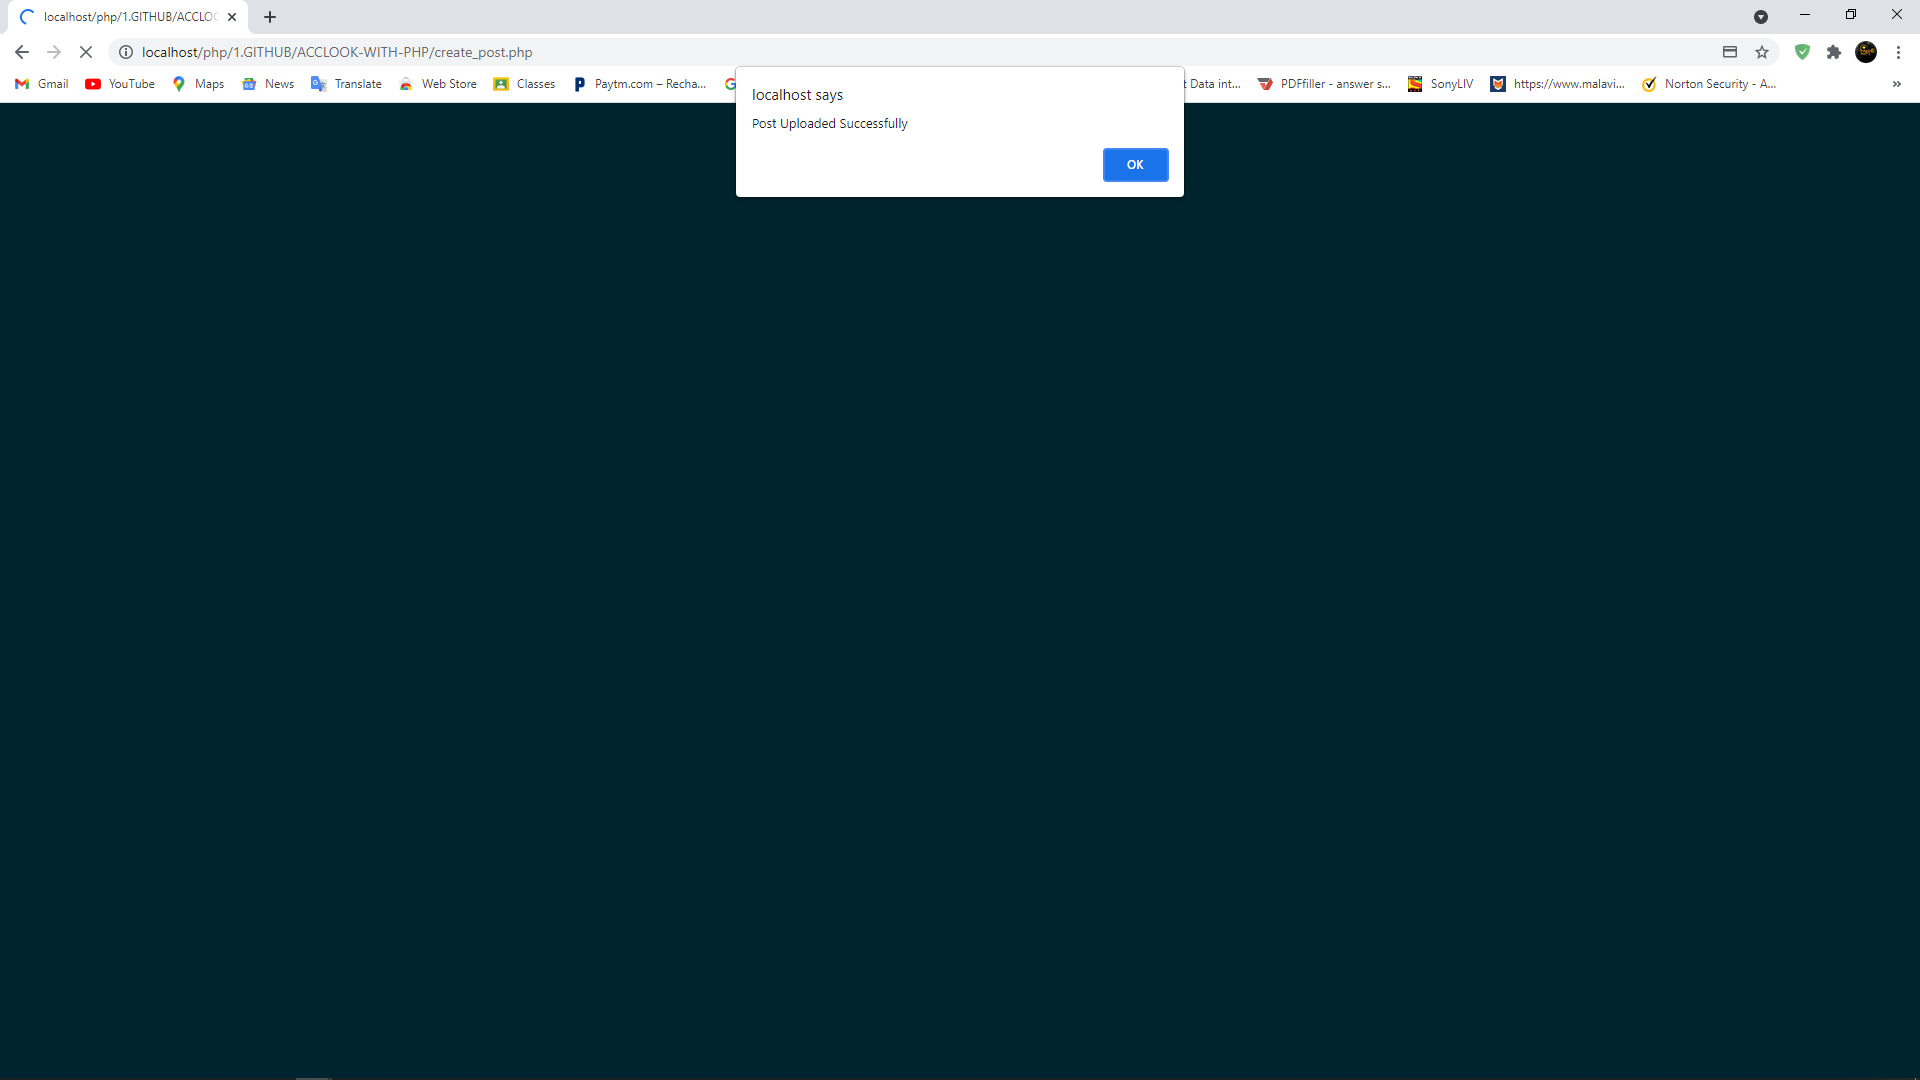 localhost/php/1.GITHUB/ACCLOO
localhost/php/1.GITHUB/ACCLOOK-WITH-PHP/create_post.php
Gmail YouTube Maps News Translate Web Store Classes Paytm.com – Recha... t Data int... PDFfiller - answer s... SonyLIV https://www.malavi... Norton Security - A... »
localhost says
Post Uploaded Successfully
OK